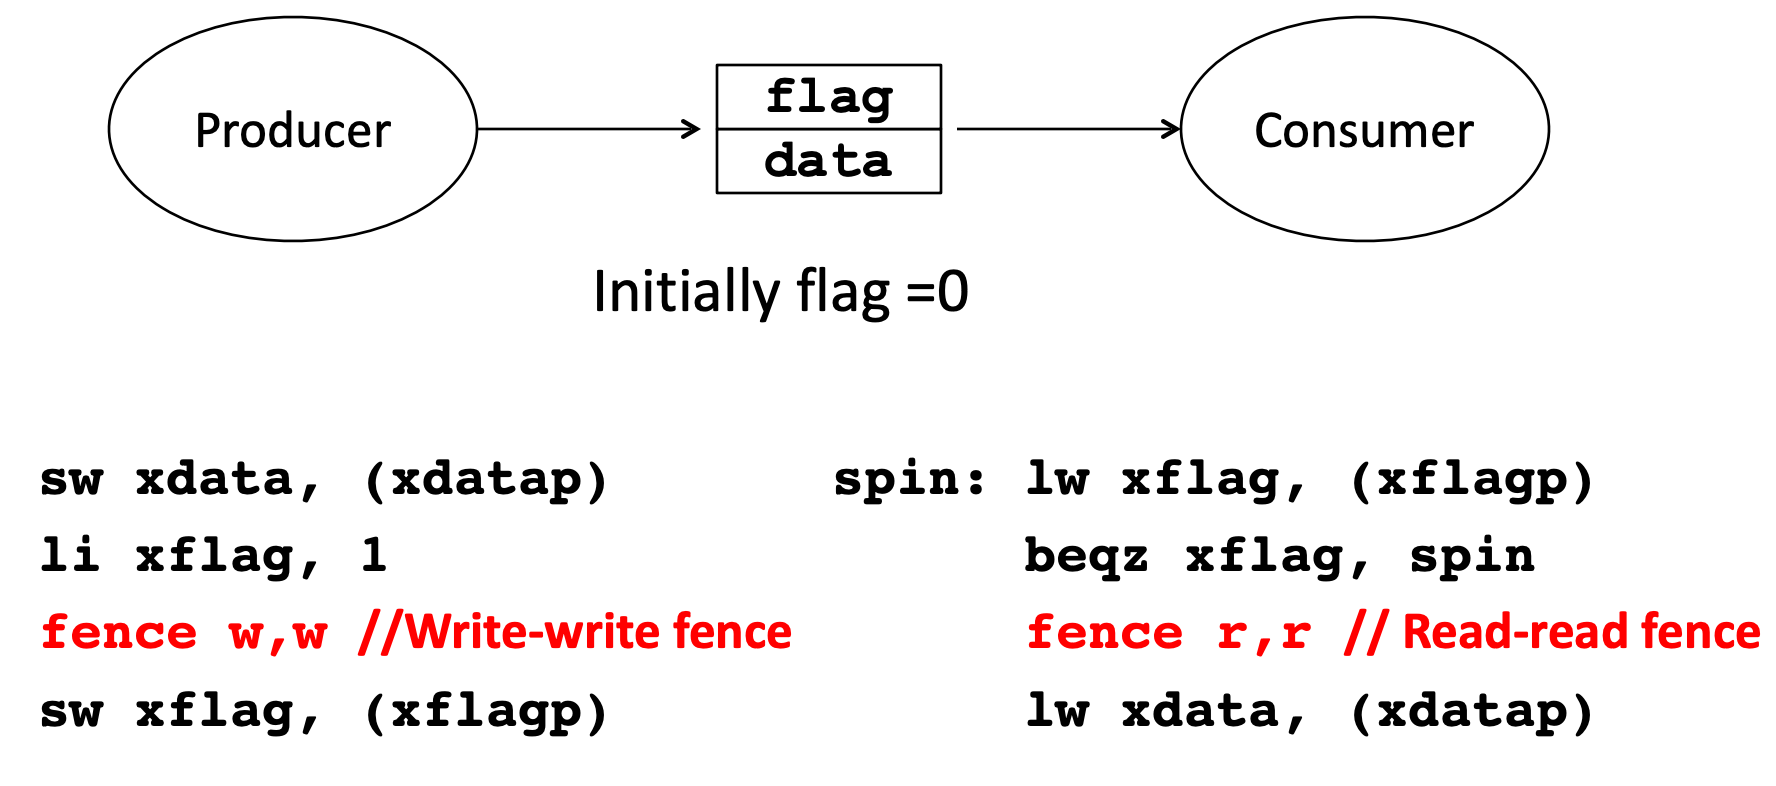 Producer
flag
data
Consumer
Initially flag =0
sw xdata, (xdatap)
li xflag, 1
fence w,w //Write-write fence
sw xflag, (xflagp)
spin: lw xflag, (xflagp)
beqz xflag, spin
fence r,r // Read-read fence
lw xdata, (xdatap)